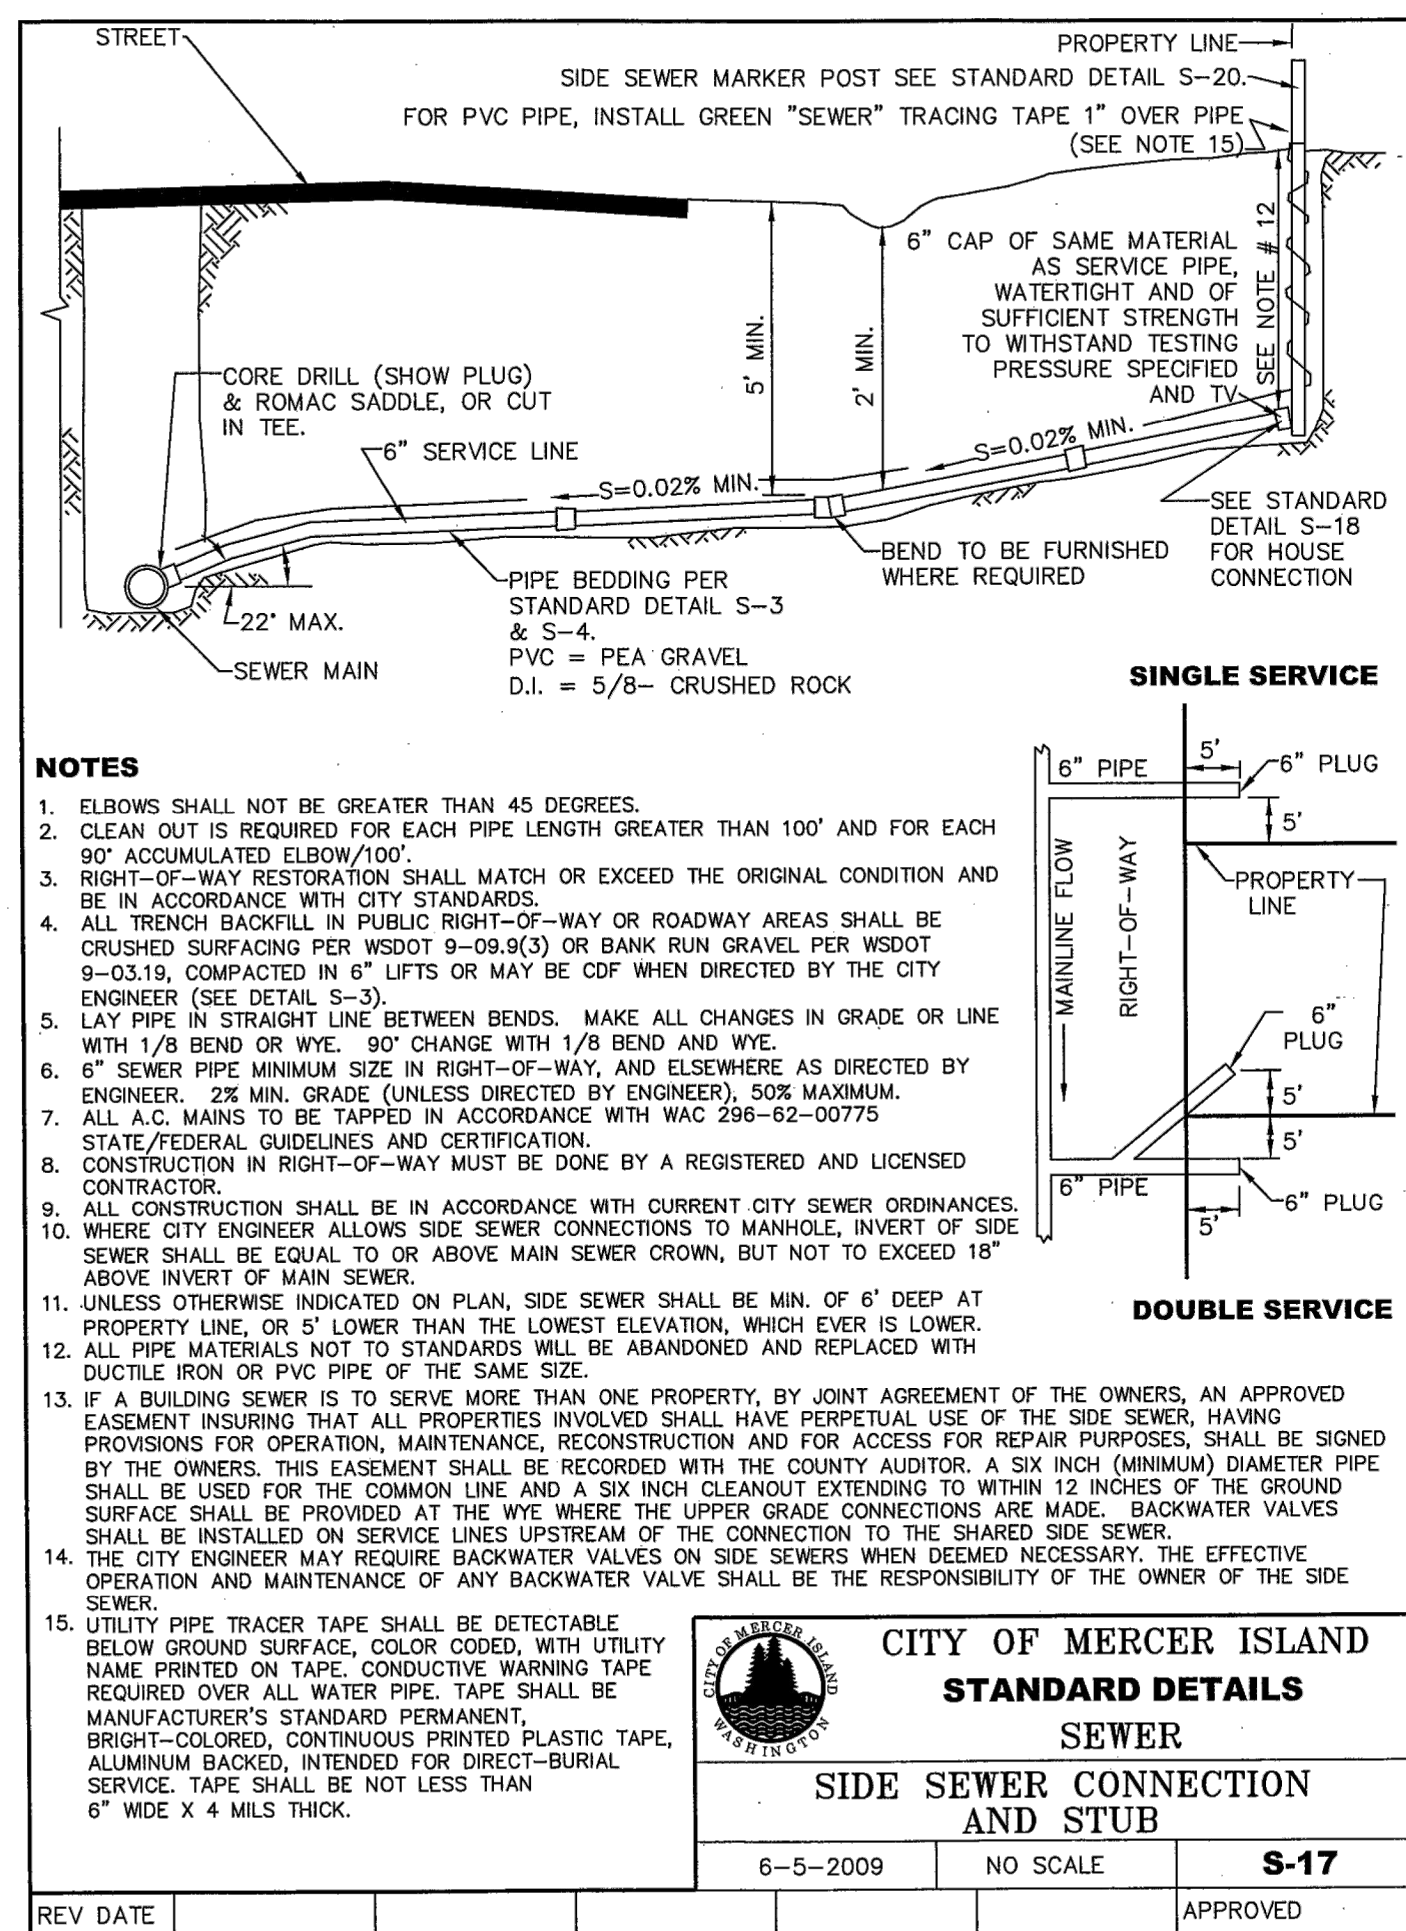 STREET
PROPERTY LINE
SIDE SEWER MARKER POST SEE STANDARD DETAIL S-20.
FOR PVC PIPE, INSTALL GREEN "SEWER" TRACING TAPE 1" OVER PIPE
(SEE NOTE 15)
6" CAP OF SAME MATERIAL
AS SERVICE PIPE,
WATERTIGHT AND OF
SUFFICIENT STRENGTH
TO WITHSTAND TESTING
PRESSURE SPECIFIED
AND TV
SEE NOTE # 12
5' MIN.
2' MIN.
CORE DRILL (SHOW PLUG)
& ROMAC SADDLE, OR CUT
IN TEE.
6" SERVICE LINE
S=0.02% MIN.
S=0.02% MIN.
SEE STANDARD
DETAIL S-18
FOR HOUSE
CONNECTION
BEND TO BE FURNISHED
WHERE REQUIRED
PIPE BEDDING PER
STANDARD DETAIL S-3
& S-4.
PVC = PEA GRAVEL
D.I. = 5/8- CRUSHED ROCK
22° MAX.
SEWER MAIN
SINGLE SERVICE
6" PIPE
5'
6" PLUG
5'
MAINLINE FLOW
RIGHT-OF-WAY
PROPERTY
LINE
6"
PLUG
5'
5'
6" PIPE
6" PLUG
5'
DOUBLE SERVICE
NOTES
1. ELBOWS SHALL NOT BE GREATER THAN 45 DEGREES.
2. CLEAN OUT IS REQUIRED FOR EACH PIPE LENGTH GREATER THAN 100' AND FOR EACH
90° ACCUMULATED ELBOW/100'.
3. RIGHT-OF-WAY RESTORATION SHALL MATCH OR EXCEED THE ORIGINAL CONDITION AND
BE IN ACCORDANCE WITH CITY STANDARDS.
4. ALL TRENCH BACKFILL IN PUBLIC RIGHT-OF-WAY OR ROADWAY AREAS SHALL BE
CRUSHED SURFACING PER WSDOT 9-09.9(3) OR BANK RUN GRAVEL PER WSDOT
9-03.19, COMPACTED IN 6" LIFTS OR MAY BE CDF WHEN DIRECTED BY THE CITY
ENGINEER (SEE DETAIL S-3).
5. LAY PIPE IN STRAIGHT LINE BETWEEN BENDS. MAKE ALL CHANGES IN GRADE OR LINE
WITH 1/8 BEND OR WYE. 90° CHANGE WITH 1/8 BEND AND WYE.
6. 6" SEWER PIPE MINIMUM SIZE IN RIGHT-OF-WAY, AND ELSEWHERE AS DIRECTED BY
ENGINEER. 2% MIN. GRADE (UNLESS DIRECTED BY ENGINEER), 50% MAXIMUM.
7. ALL A.C. MAINS TO BE TAPPED IN ACCORDANCE WITH WAC 296-62-00775
STATE/FEDERAL GUIDELINES AND CERTIFICATION.
8. CONSTRUCTION IN RIGHT-OF-WAY MUST BE DONE BY A REGISTERED AND LICENSED
CONTRACTOR.
9. ALL CONSTRUCTION SHALL BE IN ACCORDANCE WITH CURRENT CITY SEWER ORDINANCES.
10. WHERE CITY ENGINEER ALLOWS SIDE SEWER CONNECTIONS TO MANHOLE, INVERT OF SIDE
SEWER SHALL BE EQUAL TO OR ABOVE MAIN SEWER CROWN, BUT NOT TO EXCEED 18"
ABOVE INVERT OF MAIN SEWER.
11. UNLESS OTHERWISE INDICATED ON PLAN, SIDE SEWER SHALL BE MIN. OF 6' DEEP AT
PROPERTY LINE, OR 5' LOWER THAN THE LOWEST ELEVATION, WHICH EVER IS LOWER.
12. ALL PIPE MATERIALS NOT TO STANDARDS WILL BE ABANDONED AND REPLACED WITH
DUCTILE IRON OR PVC PIPE OF THE SAME SIZE.
13. IF A BUILDING SEWER IS TO SERVE MORE THAN ONE PROPERTY, BY JOINT AGREEMENT OF THE OWNERS, AN APPROVED
EASEMENT INSURING THAT ALL PROPERTIES INVOLVED SHALL HAVE PERPETUAL USE OF THE SIDE SEWER, HAVING
PROVISIONS FOR OPERATION, MAINTENANCE, RECONSTRUCTION AND FOR ACCESS FOR REPAIR PURPOSES, SHALL BE SIGNED
BY THE OWNERS. THIS EASEMENT SHALL BE RECORDED WITH THE COUNTY AUDITOR. A SIX INCH (MINIMUM) DIAMETER PIPE
SHALL BE USED FOR THE COMMON LINE AND A SIX INCH CLEANOUT EXTENDING TO WITHIN 12 INCHES OF THE GROUND
SURFACE SHALL BE PROVIDED AT THE WYE WHERE THE UPPER GRADE CONNECTIONS ARE MADE. BACKWATER VALVES
SHALL BE INSTALLED ON SERVICE LINES UPSTREAM OF THE CONNECTION TO THE SHARED SIDE SEWER.
14. THE CITY ENGINEER MAY REQUIRE BACKWATER VALVES ON SIDE SEWERS WHEN DEEMED NECESSARY. THE EFFECTIVE
OPERATION AND MAINTENANCE OF ANY BACKWATER VALVE SHALL BE THE RESPONSIBILITY OF THE OWNER OF THE SIDE
SEWER.
15. UTILITY PIPE TRACER TAPE SHALL BE DETECTABLE
BELOW GROUND SURFACE, COLOR CODED, WITH UTILITY
NAME PRINTED ON TAPE. CONDUCTIVE WARNING TAPE
REQUIRED OVER ALL WATER PIPE. TAPE SHALL BE
MANUFACTURER'S STANDARD PERMANENT,
BRIGHT-COLORED, CONTINUOUS PRINTED PLASTIC TAPE,
ALUMINUM BACKED, INTENDED FOR DIRECT-BURIAL
SERVICE. TAPE SHALL BE NOT LESS THAN
6" WIDE X 4 MILS THICK.
CITY OF MERCER ISLAND
WASHINGTON
CITY OF MERCER ISLAND
STANDARD DETAILS
SEWER
SIDE SEWER CONNECTION
AND STUB
6-5-2009
NO SCALE
S-17
REV DATE
APPROVED